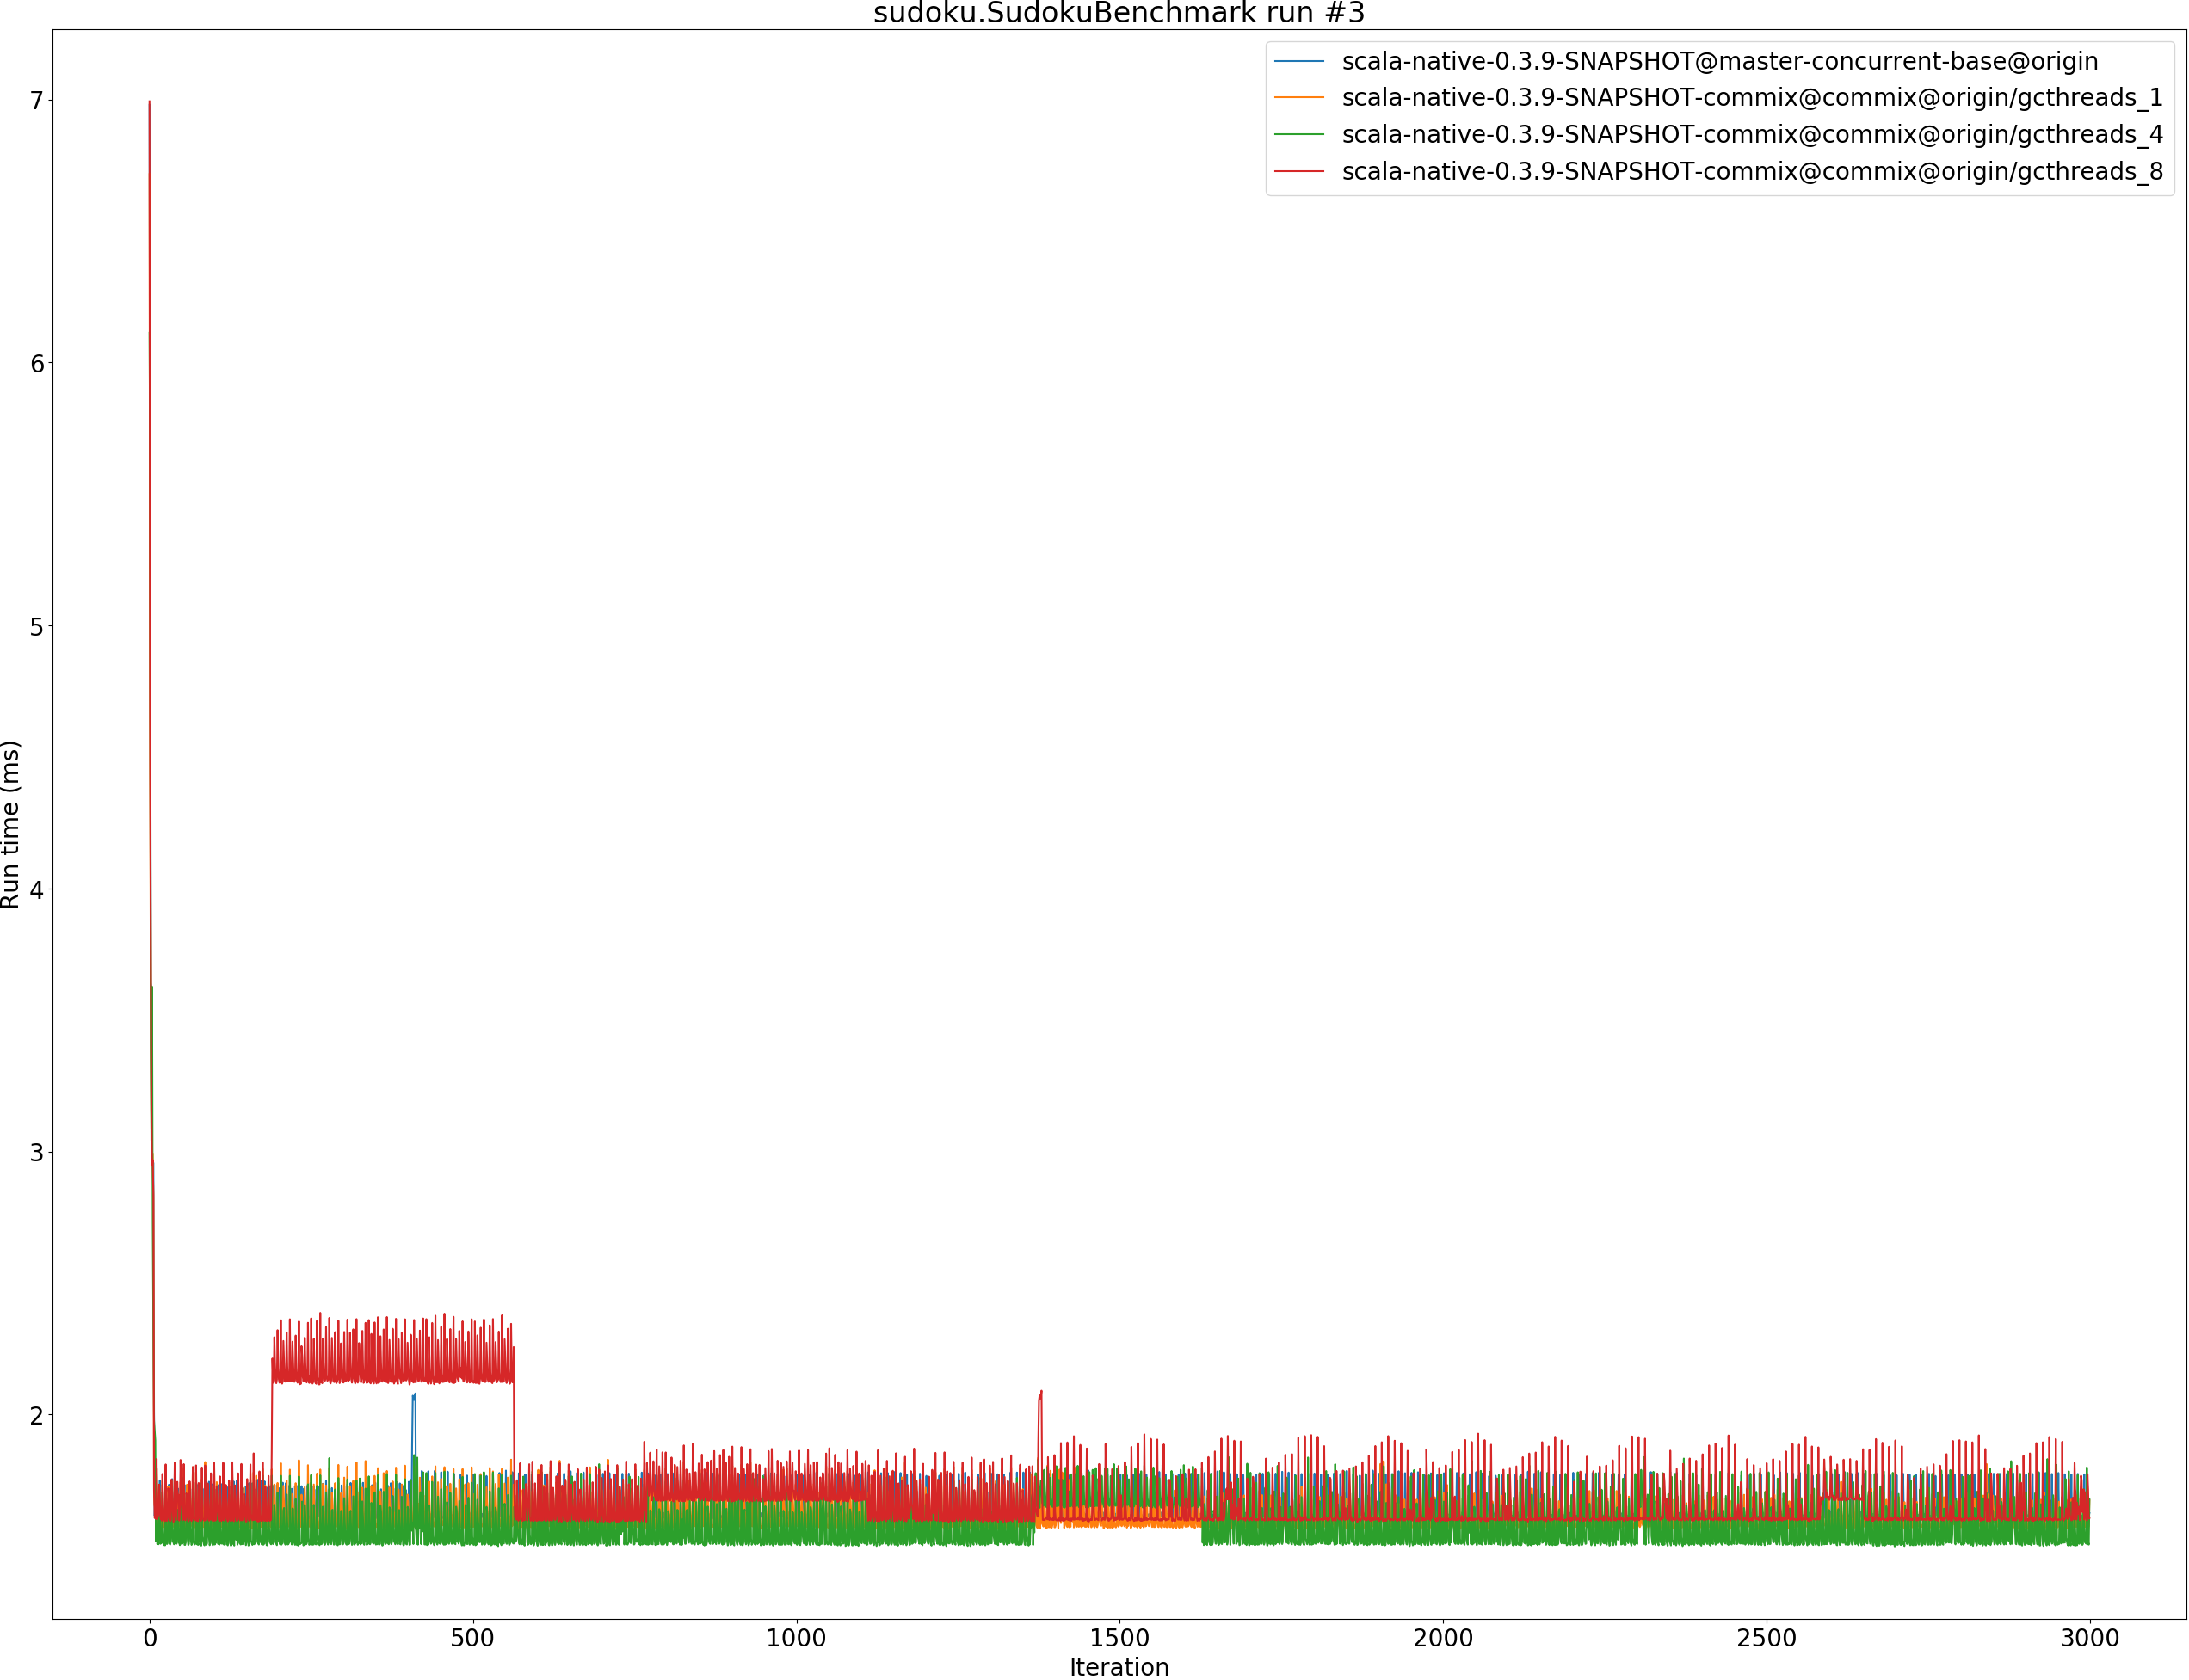 sudoku.SudokuBenchmark run #3
scala-native-0.3.9-SNAPSHOT@master-concurrent-base@origin
scala-native-0.3.9-SNAPSHOT-commix@commix@origin/gcthreads_1
scala-native-0.3.9-SNAPSHOT-commix@commix@origin/gcthreads_4
scala-native-0.3.9-SNAPSHOT-commix@commix@origin/gcthreads_8
Run time (ms)
7
6
5
4
3
2
0 500 1000 1500 2000 2500 3000
Iteration